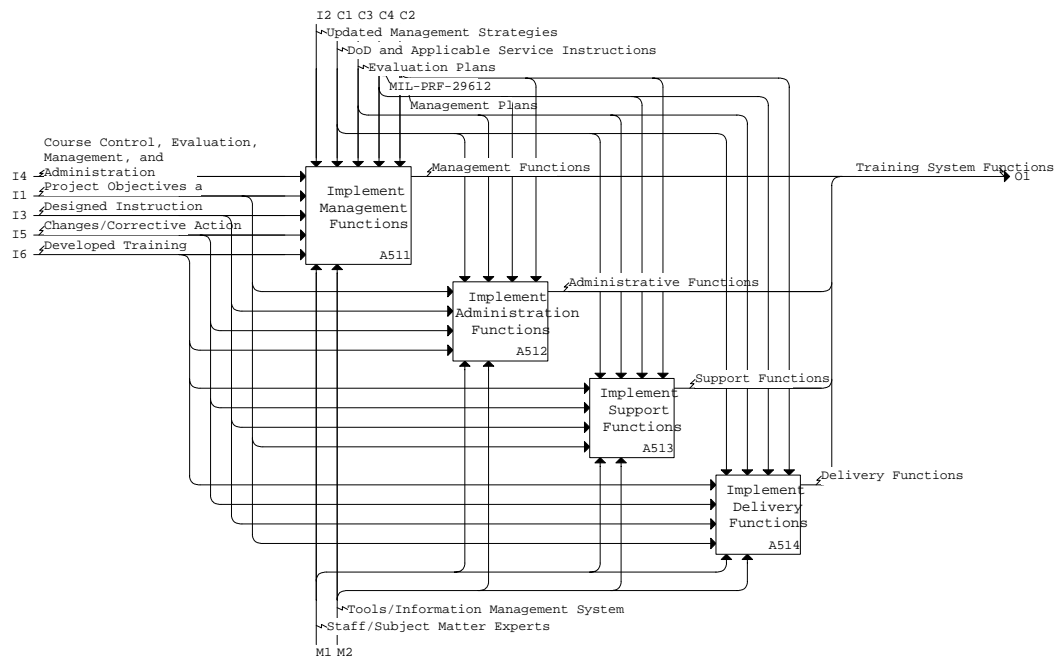 I2 C1 C3 C4 C2
Updated Management Strategies
DoD and Applicable Service Instructions
Evaluation Plans
MIL-PRF-29612
Management Plans
Course Control, Evaluation,
Management, and
Administration
I4
Management Functions
Training System Functions
O1
I1
Project Objectives a
I3
Designed Instruction
I5
Changes/Corrective Action
I6
Developed Training
Implement
Management
Functions
A511
Administrative Functions
Implement
Administration
Functions
A512
Support Functions
Implement
Support
Functions
A513
Delivery Functions
Implement
Delivery
Functions
A514
Tools/Information Management System
Staff/Subject Matter Experts
M1 M2